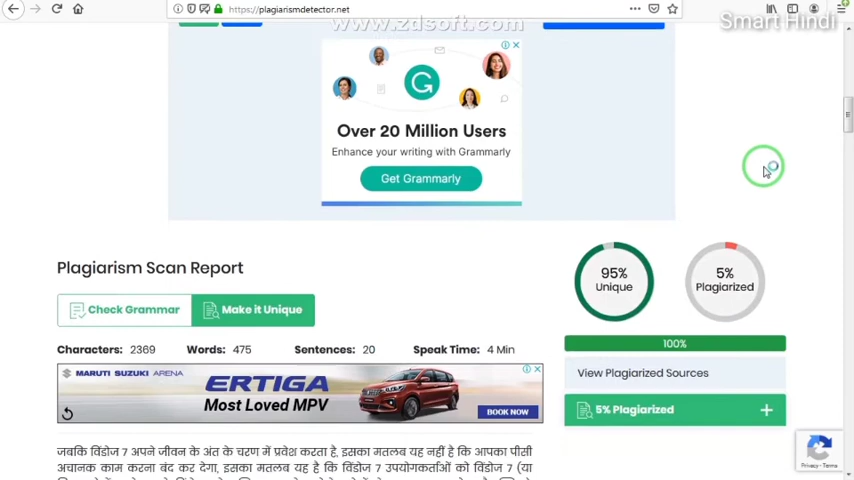 https://plagiarismdetector.net
www.zdsoft.com
Smart Hindi
Over 20 Million Users
Enhance your writing with Grammarly
Get Grammarly
Plagiarism Scan Report
95%
Unique
5%
Plagiarized
Check Grammar
Make it Unique
100%
Characters: 2369 Words: 475 Sentences: 20 Speak Time: 4 Min
View Plagiarized Sources
MARUTI SUZUKI ARENA
ERTIGA
Most Loved MPV
BOOK NOW
5% Plagiarized
Privacy - Terms
जबकि विंडोज 7 अपने जीवन के अंत के चरण में प्रवेश करता है, इसका मतलब यह नहीं है कि आपका पीसी
अचानक काम करना बंद कर देगा, इसका मतलब यह है कि विंडोज 7 उपयोगकर्ताओं को विंडोज 7 (या